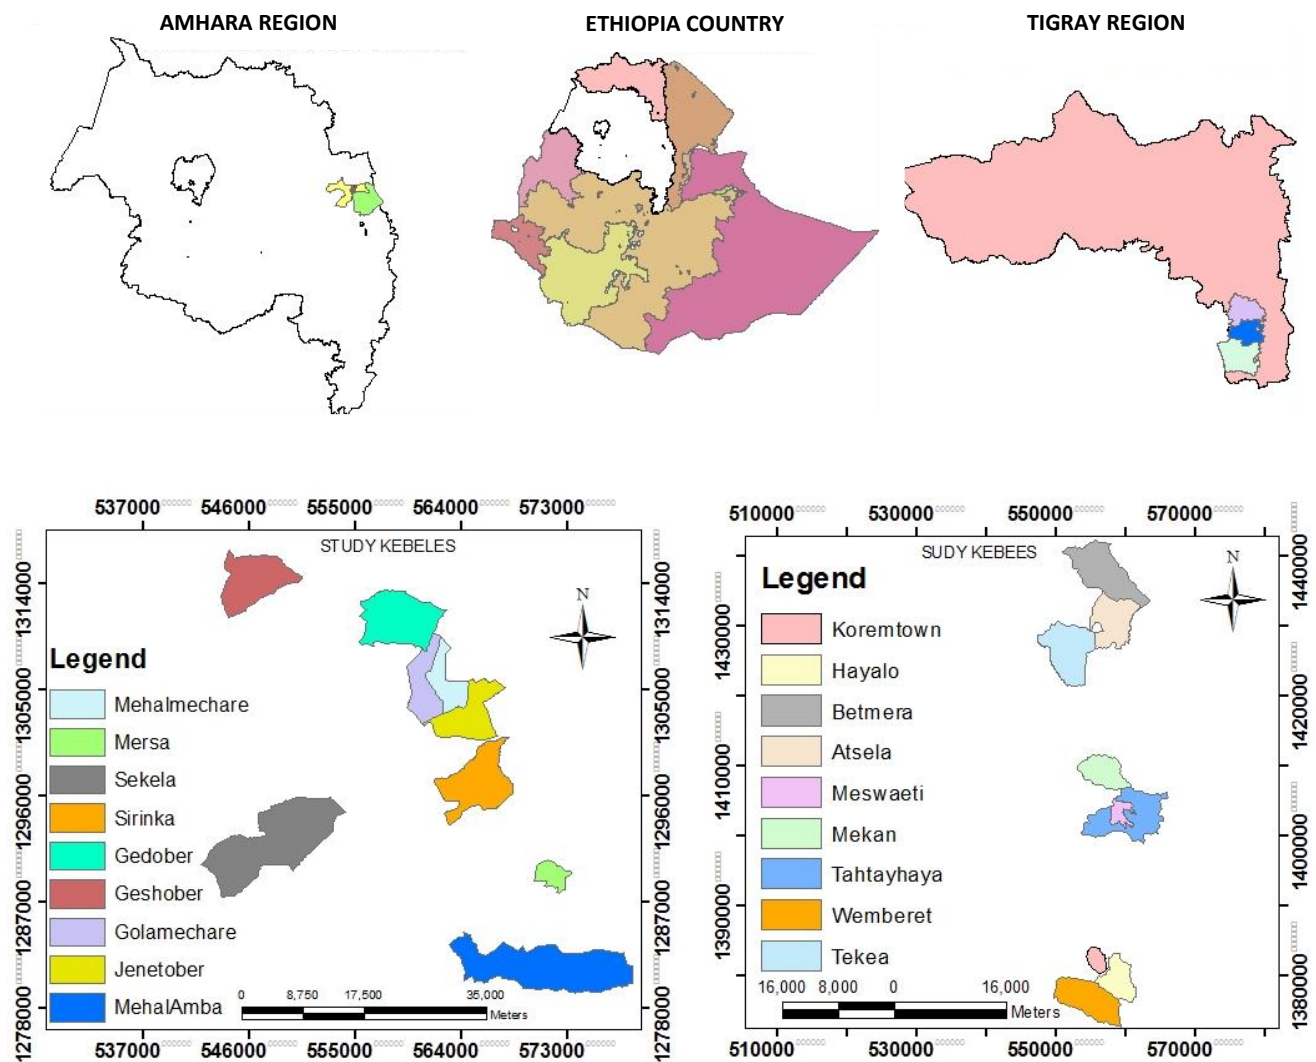 AMHARA REGION
ETHIOPIA COUNTRY
TIGRAY REGION
537000 546000 555000 564000 573000
STUDY KEBELES
N
1314000
1305000
1296000
1287000
1278000
Legend
Mehalmechare
Mersa
Sekela
Sirinka
Gedober
Geshober
Golamechare
Jenetober
MehalAmba
0 8,750 17,500 35,000
Meters
1314000
1305000
1296000
1287000
1278000
537000 546000 555000 564000 573000
510000 530000 550000 570000
SUDY KEBEES
N
1430000
1410000
1390000
Legend
Koremtown
Hayalo
Betmera
Atsela
Meswaeti
Mekan
Tahtayhaya
Wemberet
Tekea
16,000 8,000 0 16,000
Meters
1440000
1420000
1400000
1380000
510000 530000 550000 570000